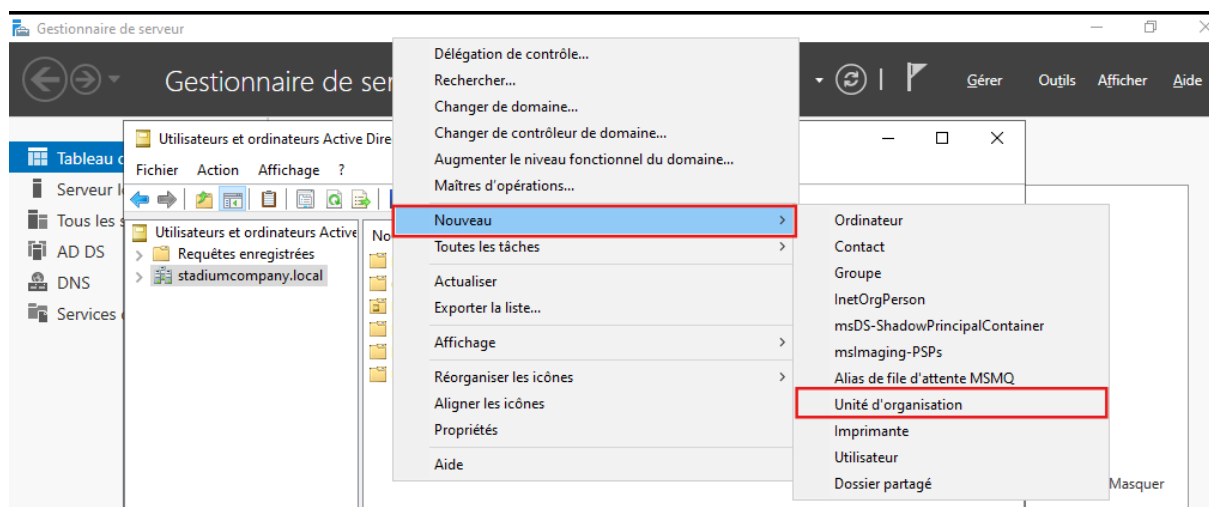 Gestionnaire de serveur
Gestionnaire de ser
Gérer Outils Afficher Aide
Tableau
Serveur
Tous les
AD DS
DNS
Services
Utilisateurs et ordinateurs Active Dire
Fichier Action Affichage ?
Utilisateurs et ordinateurs Active
Requêtes enregistrées
stadiumcompany.local
No
Délégation de contrôle...
Rechercher...
Changer de domaine...
Changer de contrôleur de domaine...
Augmenter le niveau fonctionnel du domaine...
Maîtres d'opérations...
Nouveau
Toutes les tâches
Actualiser
Exporter la liste...
Affichage
Réorganiser les icônes
Aligner les icônes
Propriétés
Aide
Ordinateur
Contact
Groupe
InetOrgPerson
msDS-ShadowPrincipalContainer
msImaging-PSPs
Alias de file d'attente MSMQ
Unité d'organisation
Imprimante
Utilisateur
Dossier partagé
Masquer